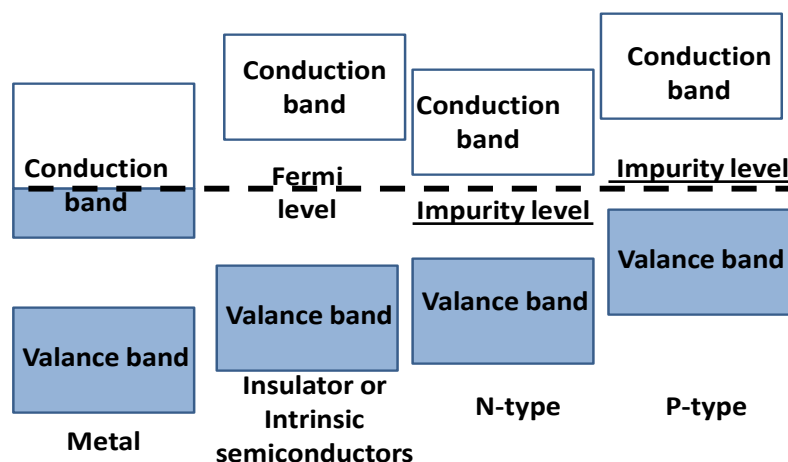 Conduction
band
Valance band
Metal
Conduction
band
Fermi
level
Valance band
Insulator or
Intrinsic
semiconductors
Conduction
band
Impurity level
Valance band
N-type
Conduction
band
Impurity level
Valance band
P-type